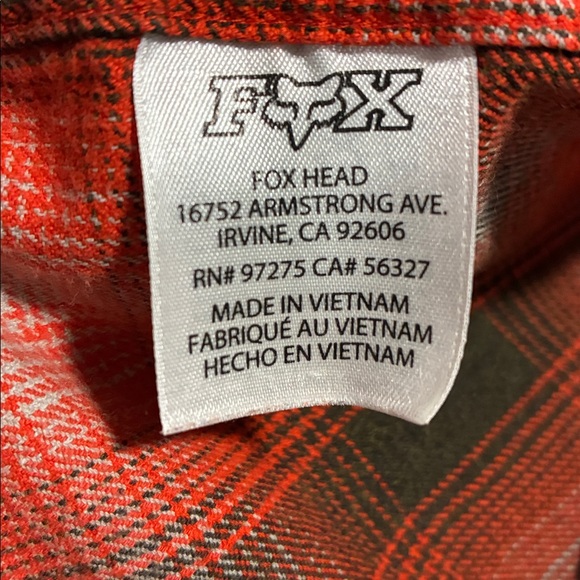 FOX
FOX HEAD
16752 ARMSTRONG AVE.
IRVINE, CA 92606
RN# 97275 CA# 56327
MADE IN VIETNAM
FABRIQUÉ AU VIETNAM
HECHO EN VIETNAM